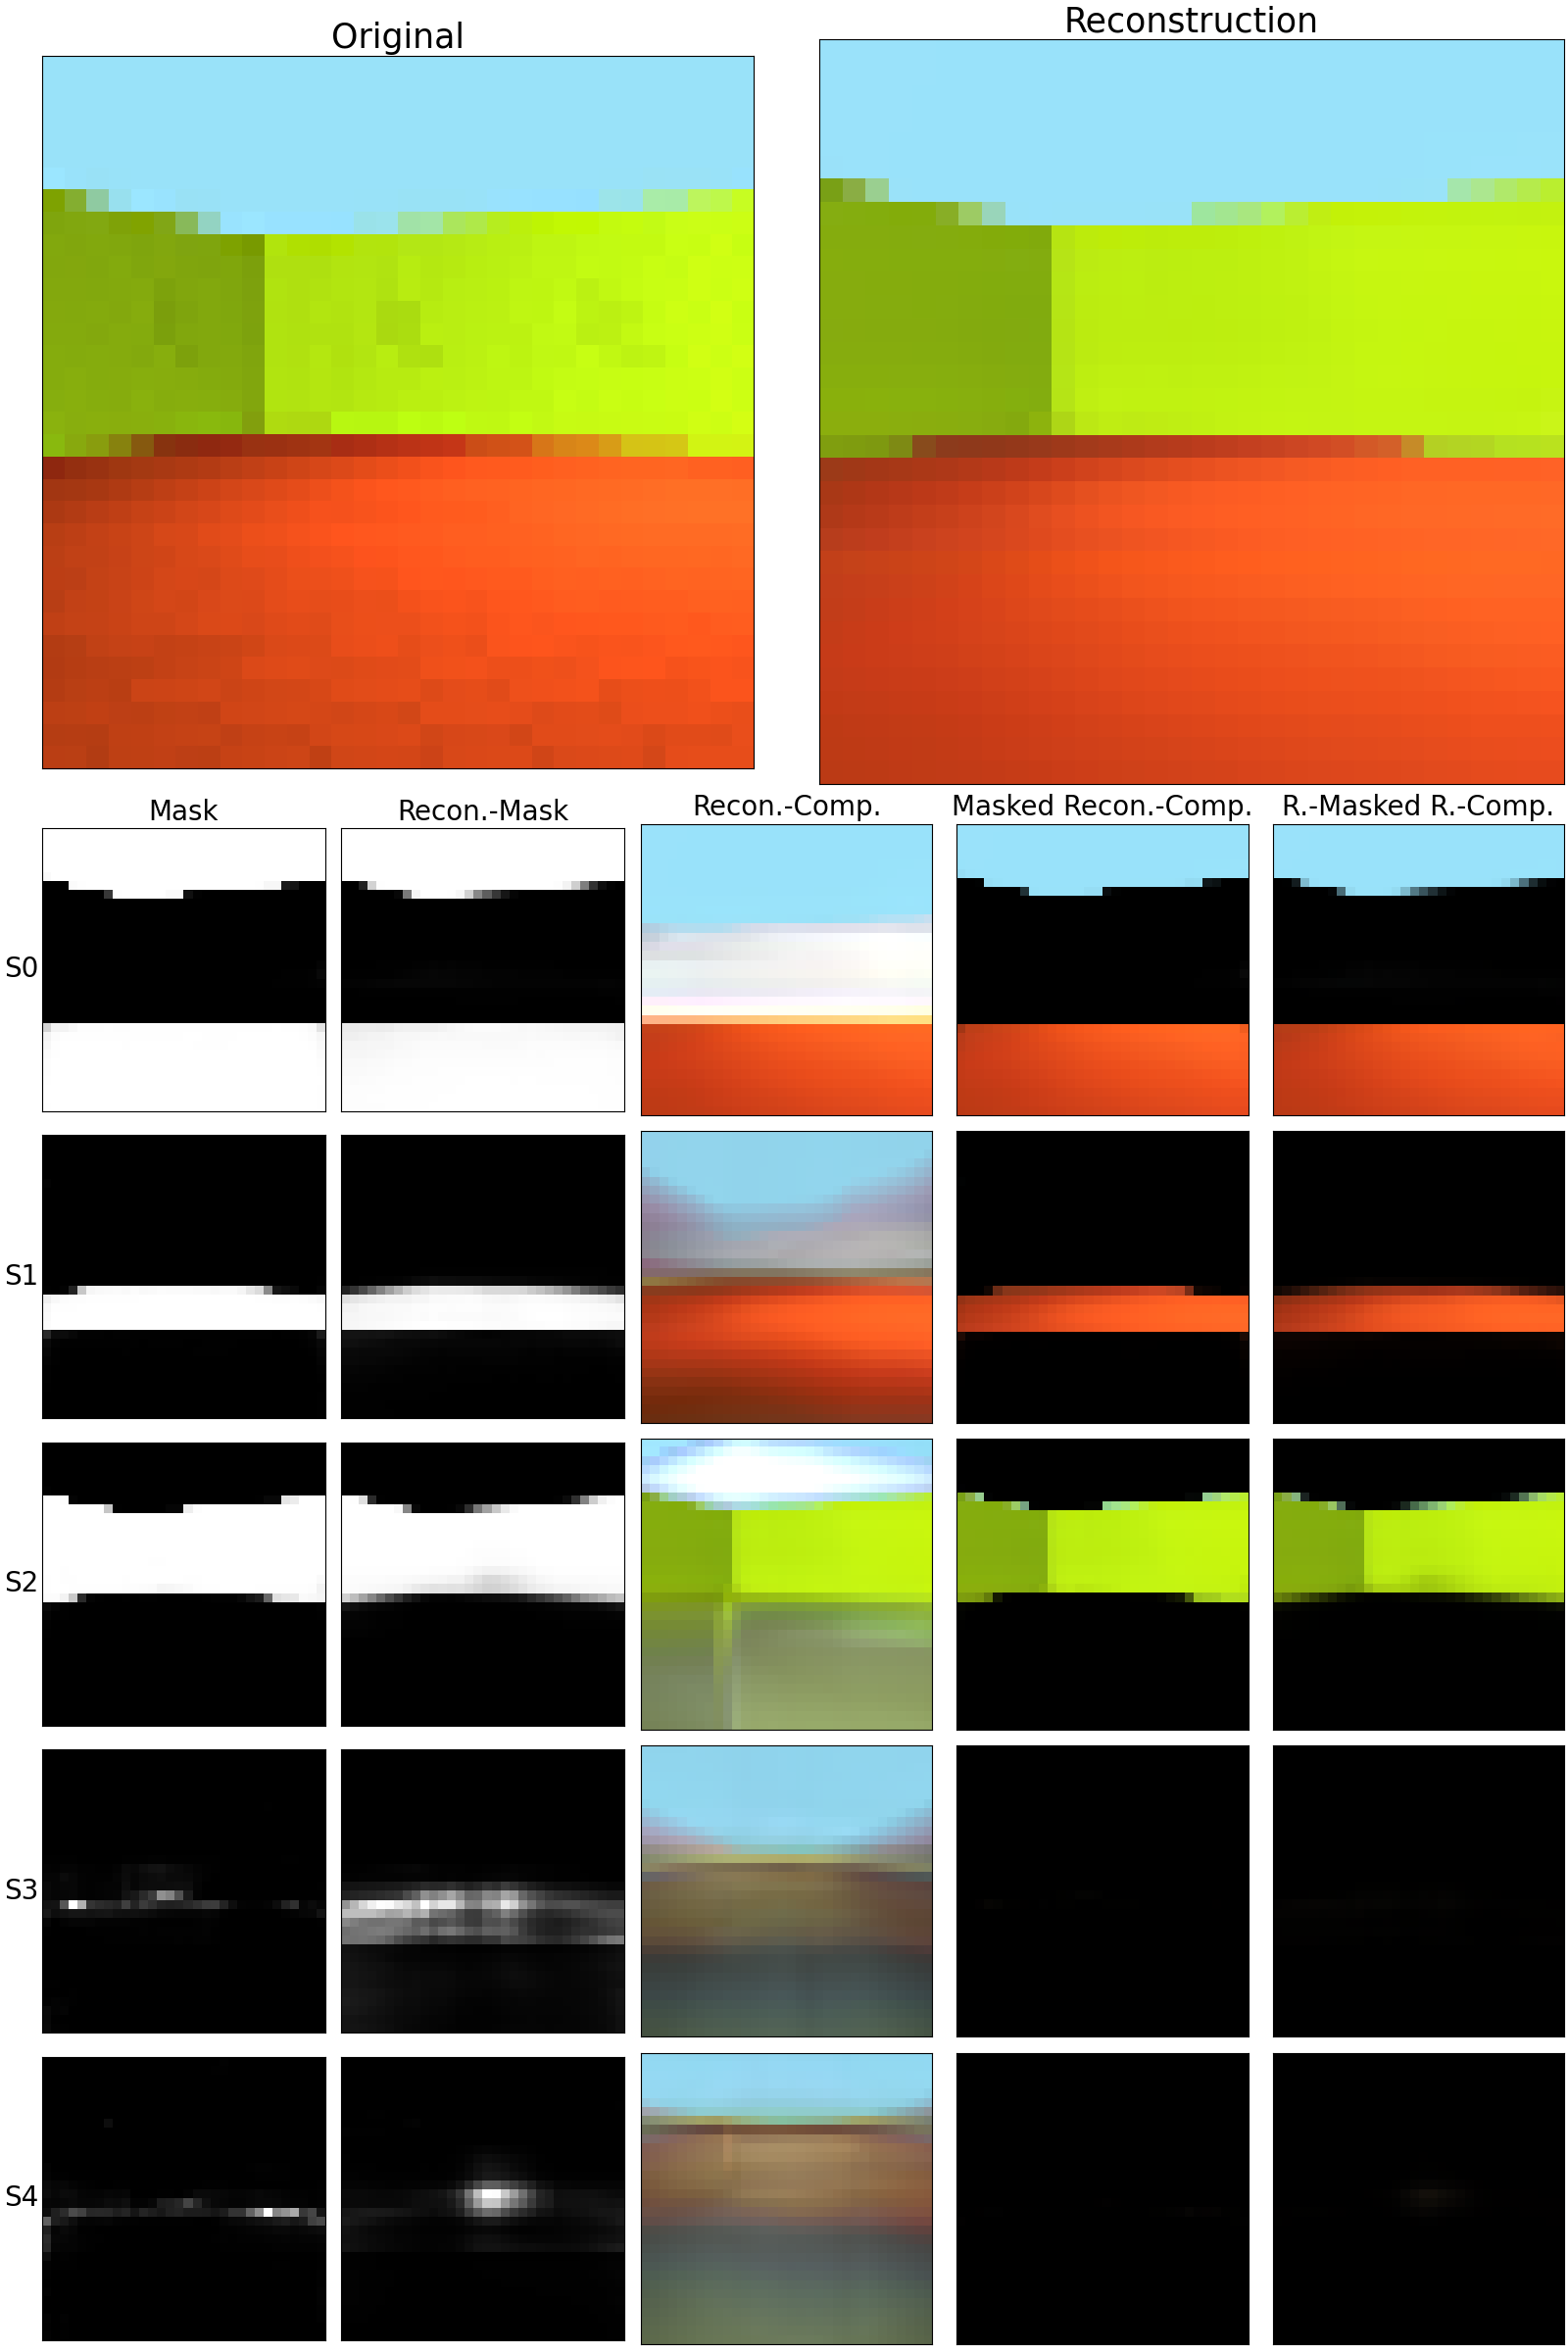 Original
Reconstruction
Mask
Recon.-Mask
Recon.-Comp.
Masked Recon.-Comp.
R.-Masked R.-Comp.
S0
S1
S2
S3
S4